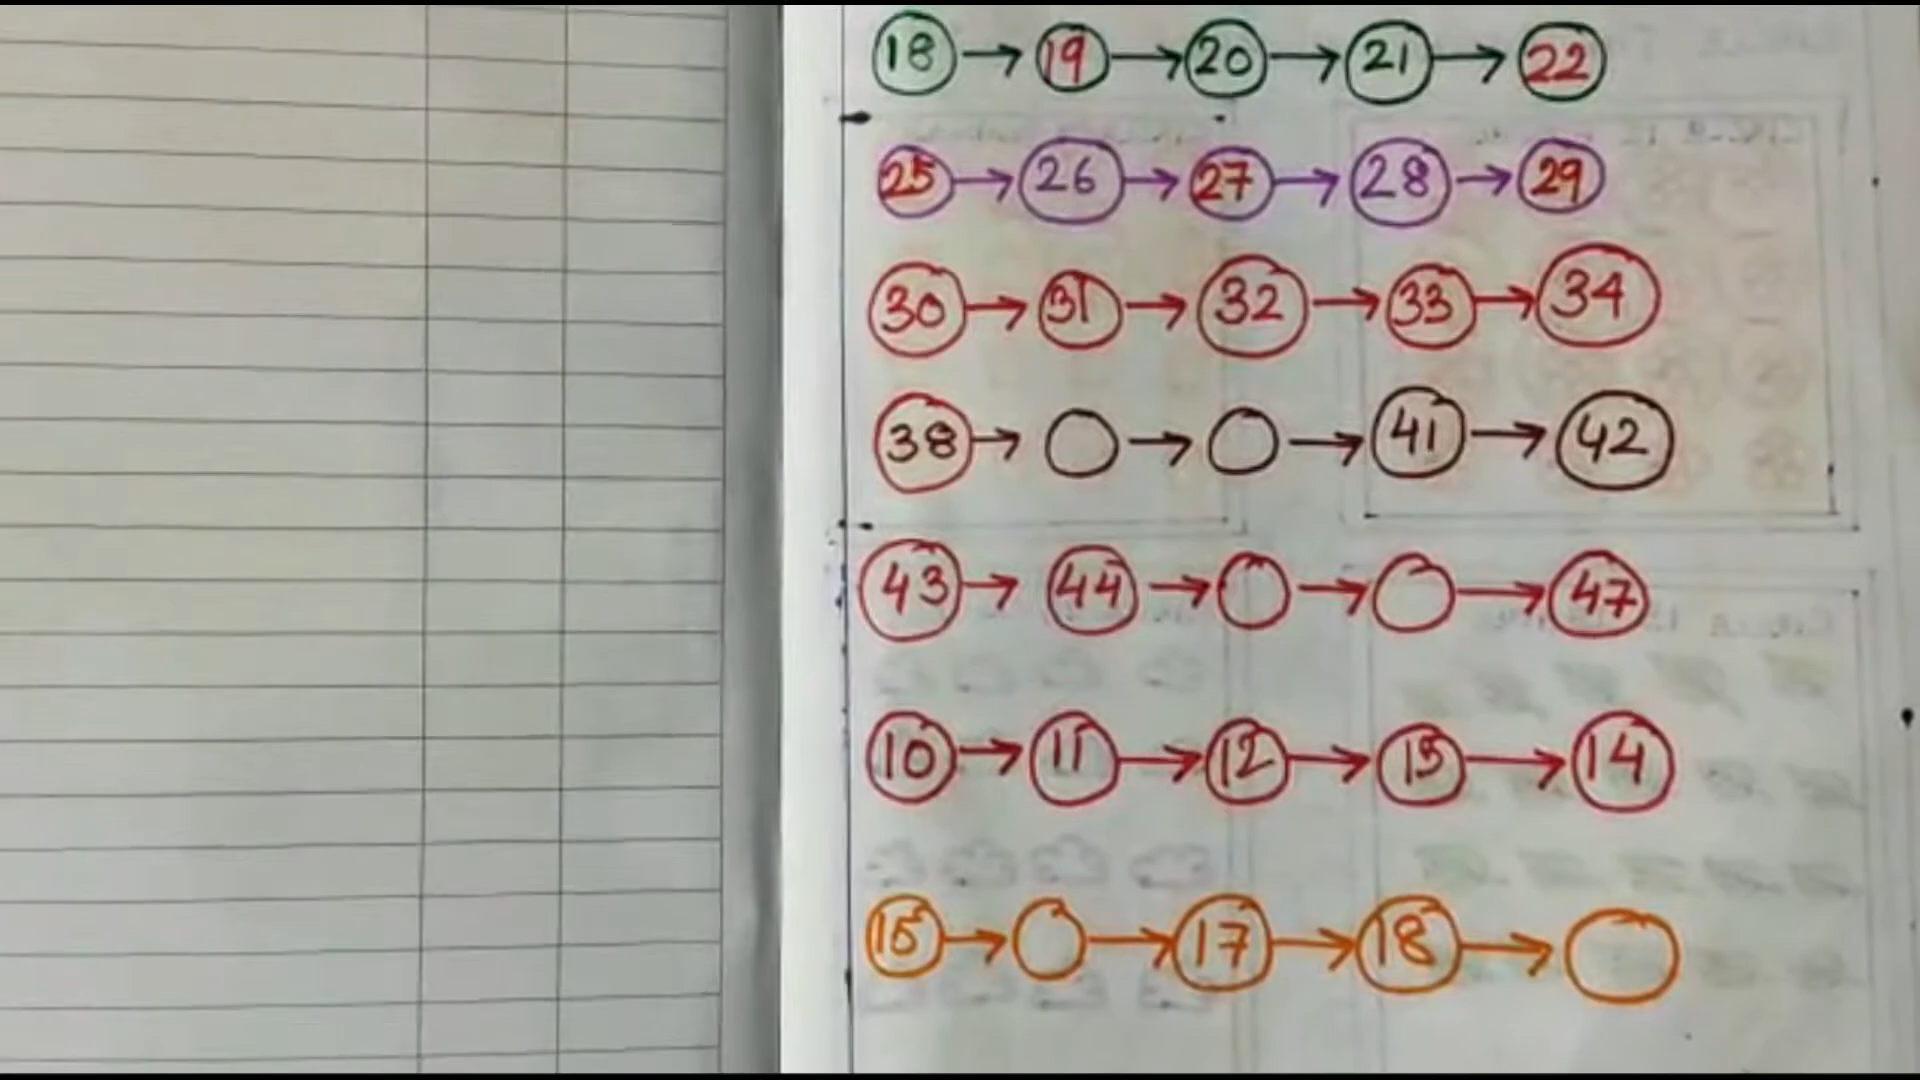 18 → 19 → 20 → 21 → 22
25 → 26 → 27 → 28 → 29
30 → 31 → 32 → 33 → 34
38 → ○ → ○ → 41 → 42
43 → 44 → ○ → ○ → 47
10 → 11 → 12 → 13 → 14
15 → ○ → 17 → 18 → ○